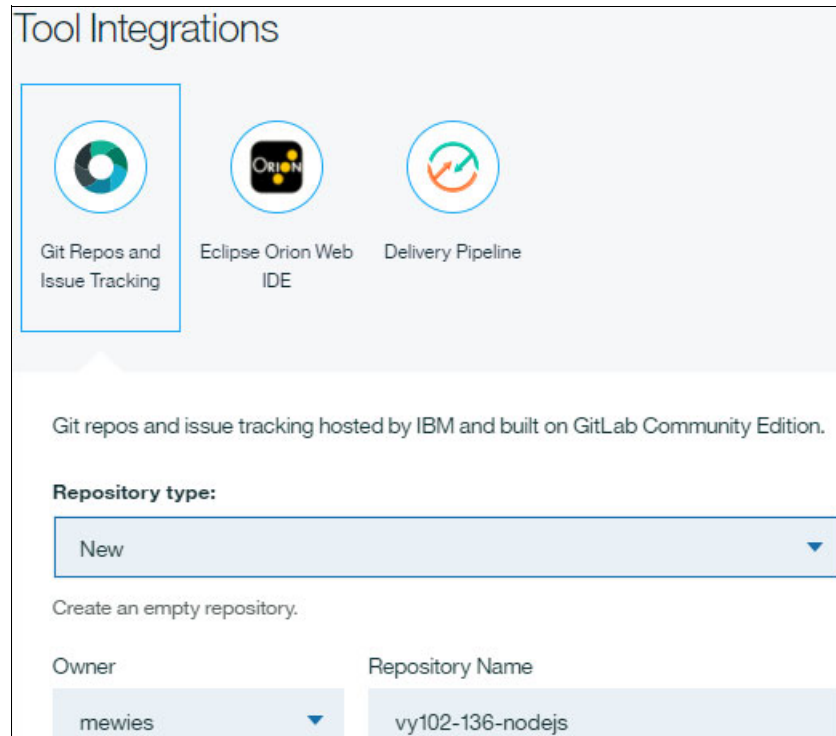 Tool Integrations
ORION
Git Repos and
Issue Tracking
Eclipse Orion Web
IDE
Delivery Pipeline
Git repos and issue tracking hosted by IBM and built on GitLab Community Edition.
Repository type:
New
Create an empty repository.
Owner
Repository Name
mewies
vy102-136-nodejs